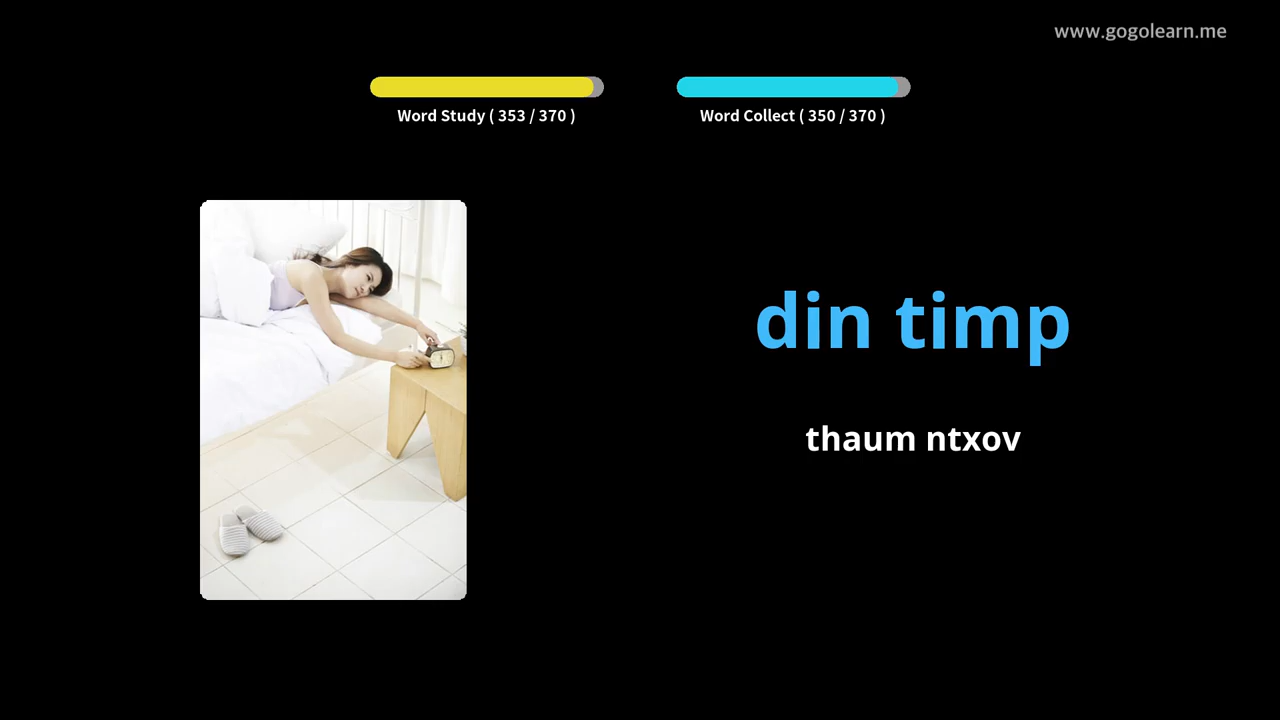 www.gogolearn.me
Word Study ( 353 / 370 )
Word Collect ( 350 / 370 )
din timp
thaum ntxov